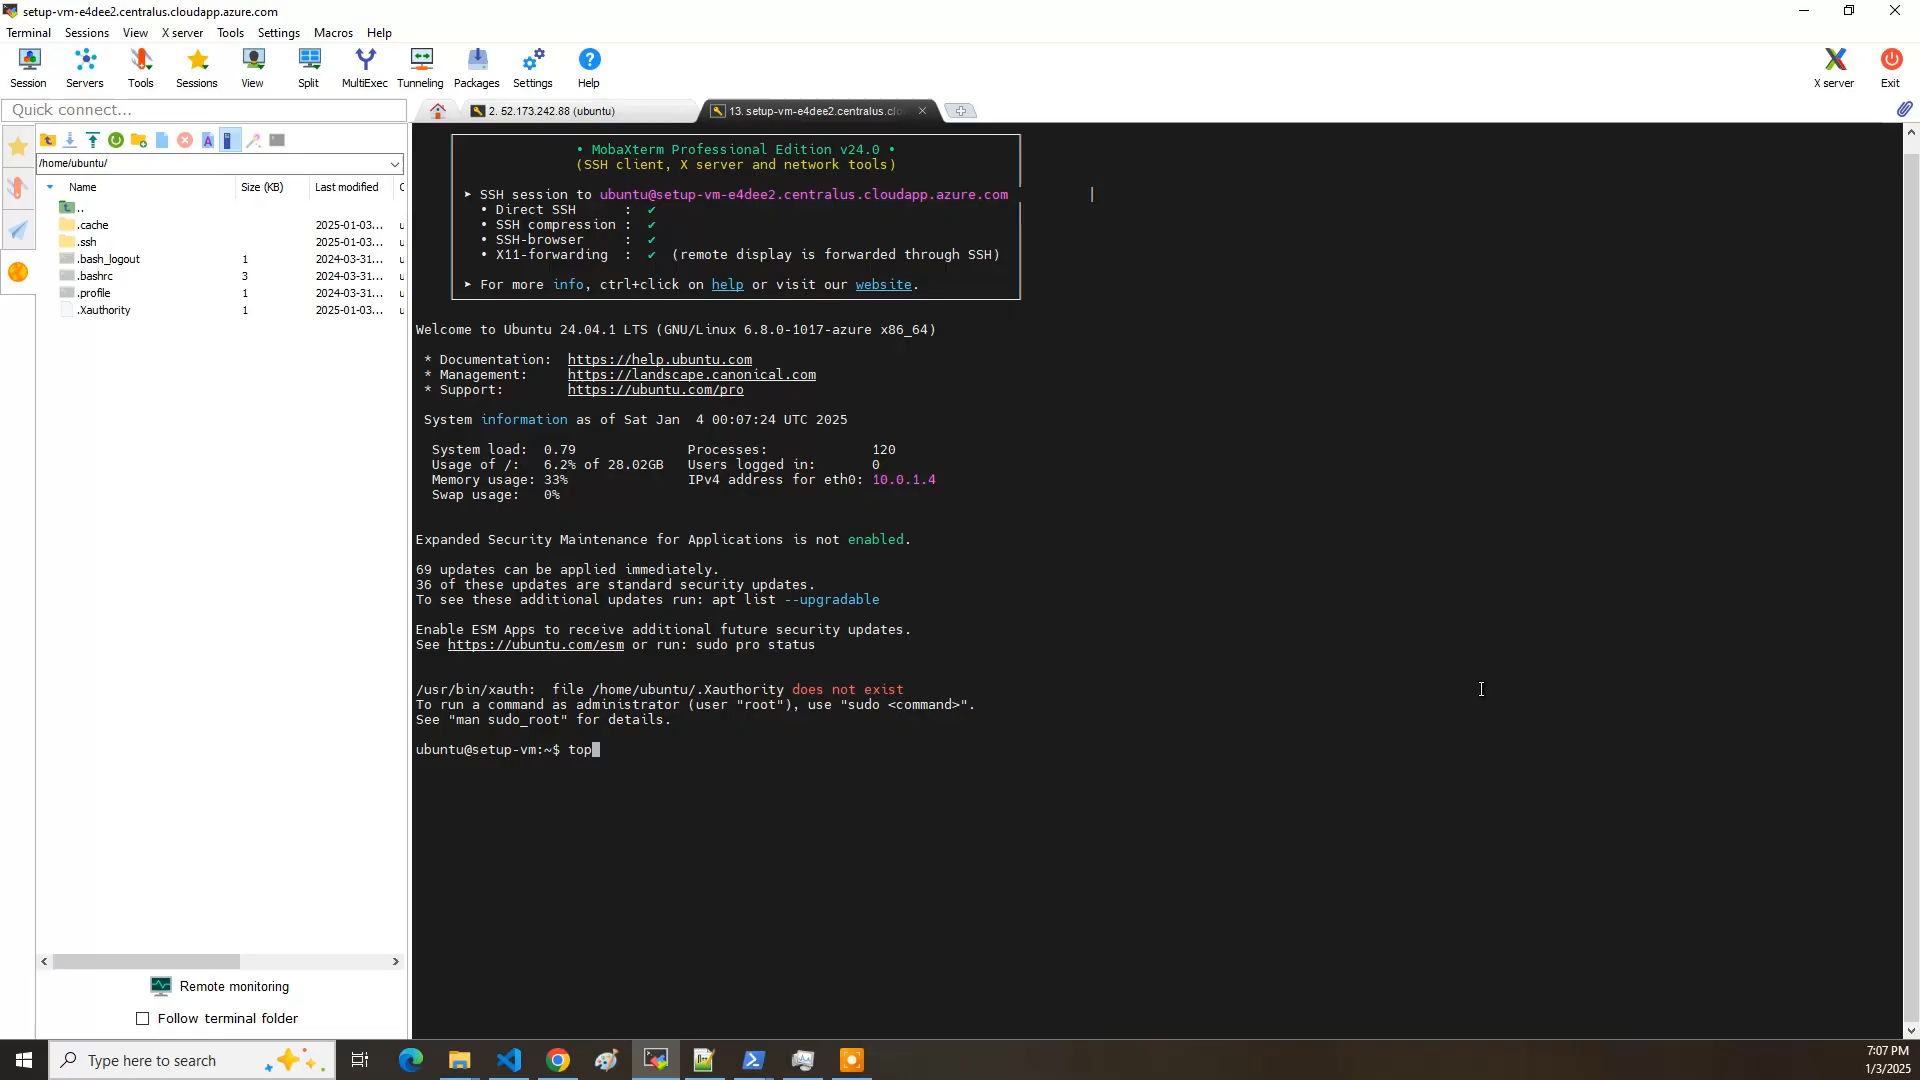 setup-vm-e4dee2.centralus.cloudapp.azure.com
Terminal Sessions View X server Tools Settings Macros Help
Session Servers Tools Sessions View Split MultiExec Tunneling Packages Settings Help X server Exit
Quick connect...
2. 52.173.242.88 (ubuntu)
13. setup-vm-e4dee2.centralus.clo
/home/ubuntu/
Name Size (KB) Last modified
..
.cache 2025-01-03...
.ssh 2025-01-03...
.bash_logout 1 2024-03-31...
.bashrc 3 2024-03-31...
.profile 1 2024-03-31...
.Xauthority 1 2025-01-03...
Remote monitoring
Follow terminal folder
• MobaXterm Professional Edition v24.0 •
(SSH client, X server and network tools)
➤ SSH session to ubuntu@setup-vm-e4dee2.centralus.cloudapp.azure.com
• Direct SSH : ✔
• SSH compression : ✔
• SSH-browser : ✔
• X11-forwarding : ✔ (remote display is forwarded through SSH)
➤ For more info, ctrl+click on help or visit our website.
Welcome to Ubuntu 24.04.1 LTS (GNU/Linux 6.8.0-1017-azure x86_64)
* Documentation: https://help.ubuntu.com
* Management: https://landscape.canonical.com
* Support: https://ubuntu.com/pro
System information as of Sat Jan 4 00:07:24 UTC 2025
System load: 0.79 Processes: 120
Usage of /: 6.2% of 28.02GB Users logged in: 0
Memory usage: 33% IPv4 address for eth0: 10.0.1.4
Swap usage: 0%
Expanded Security Maintenance for Applications is not enabled.
69 updates can be applied immediately.
36 of these updates are standard security updates.
To see these additional updates run: apt list --upgradable
Enable ESM Apps to receive additional future security updates.
See https://ubuntu.com/esm or run: sudo pro status
/usr/bin/xauth: file /home/ubuntu/.Xauthority does not exist
To run a command as administrator (user "root"), use "sudo <command>".
See "man sudo_root" for details.
ubuntu@setup-vm:~$ top
Type here to search
7:07 PM
1/3/2025